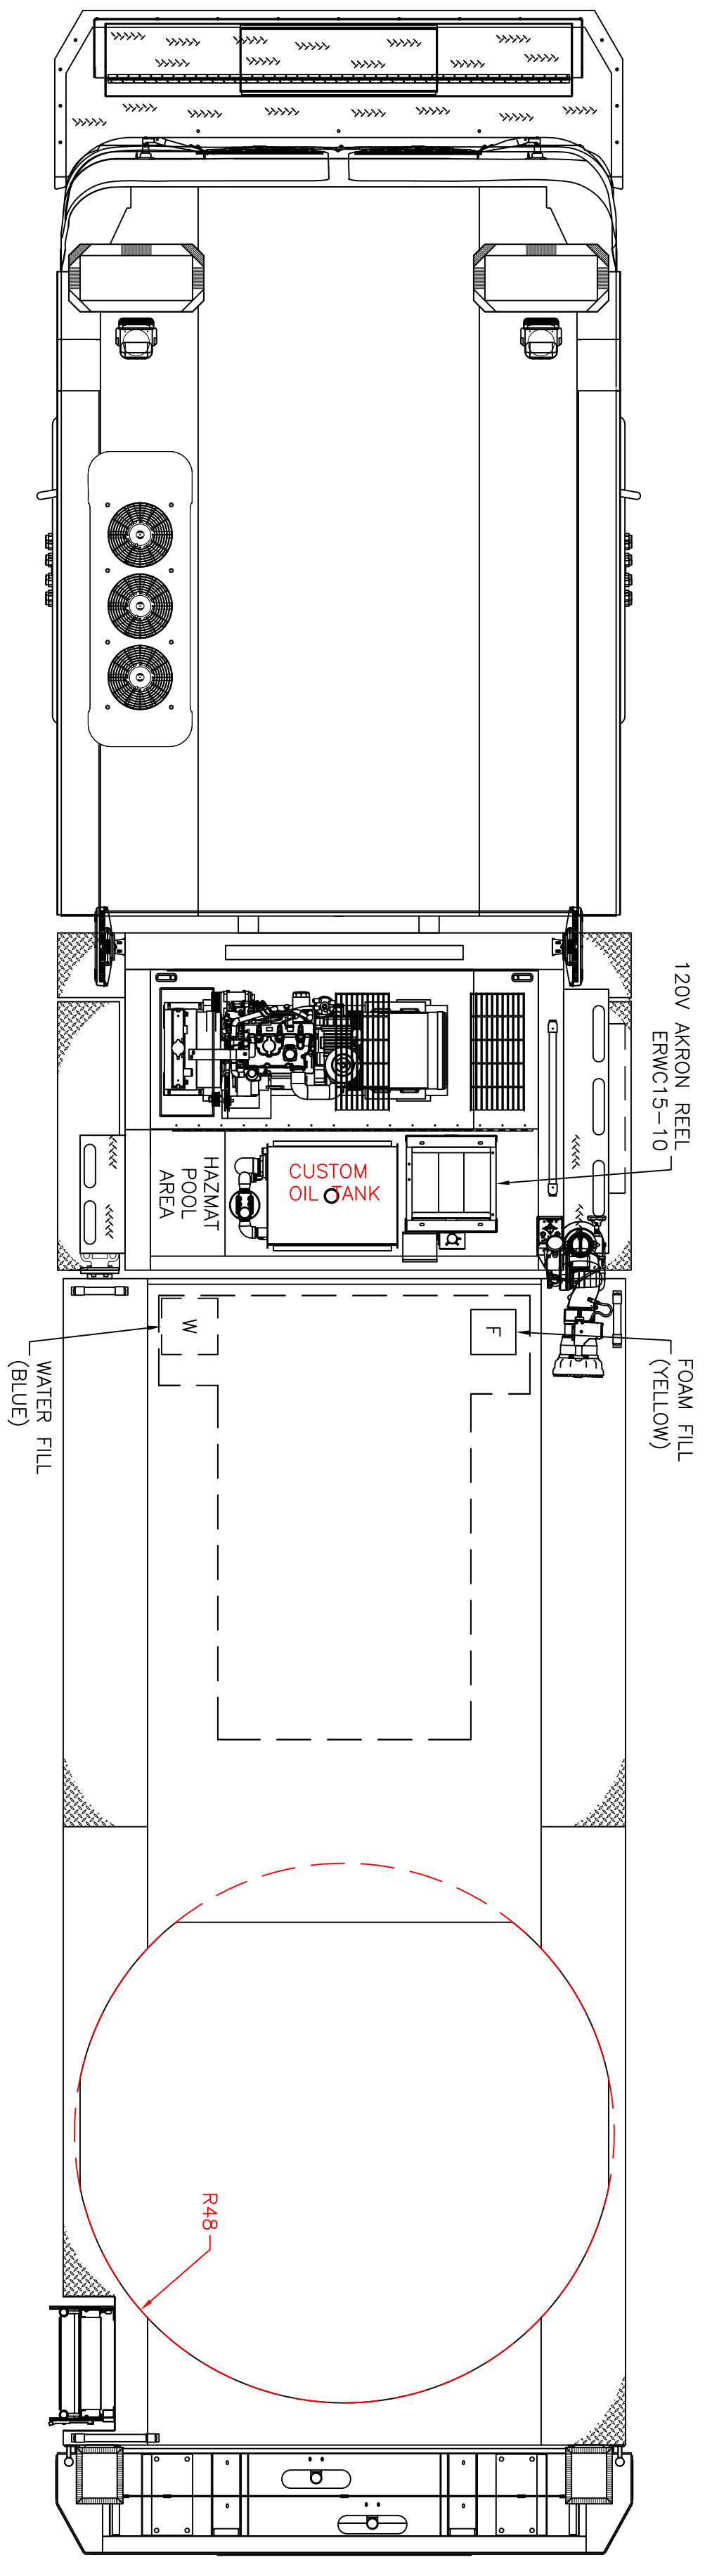 120V AKRON REEL
ERWC15-10
CUSTOM
OIL TANK
HAZMAT
POOL
AREA
W
F
FOAM FILL
(YELLOW)
WATER FILL
(BLUE)
R48